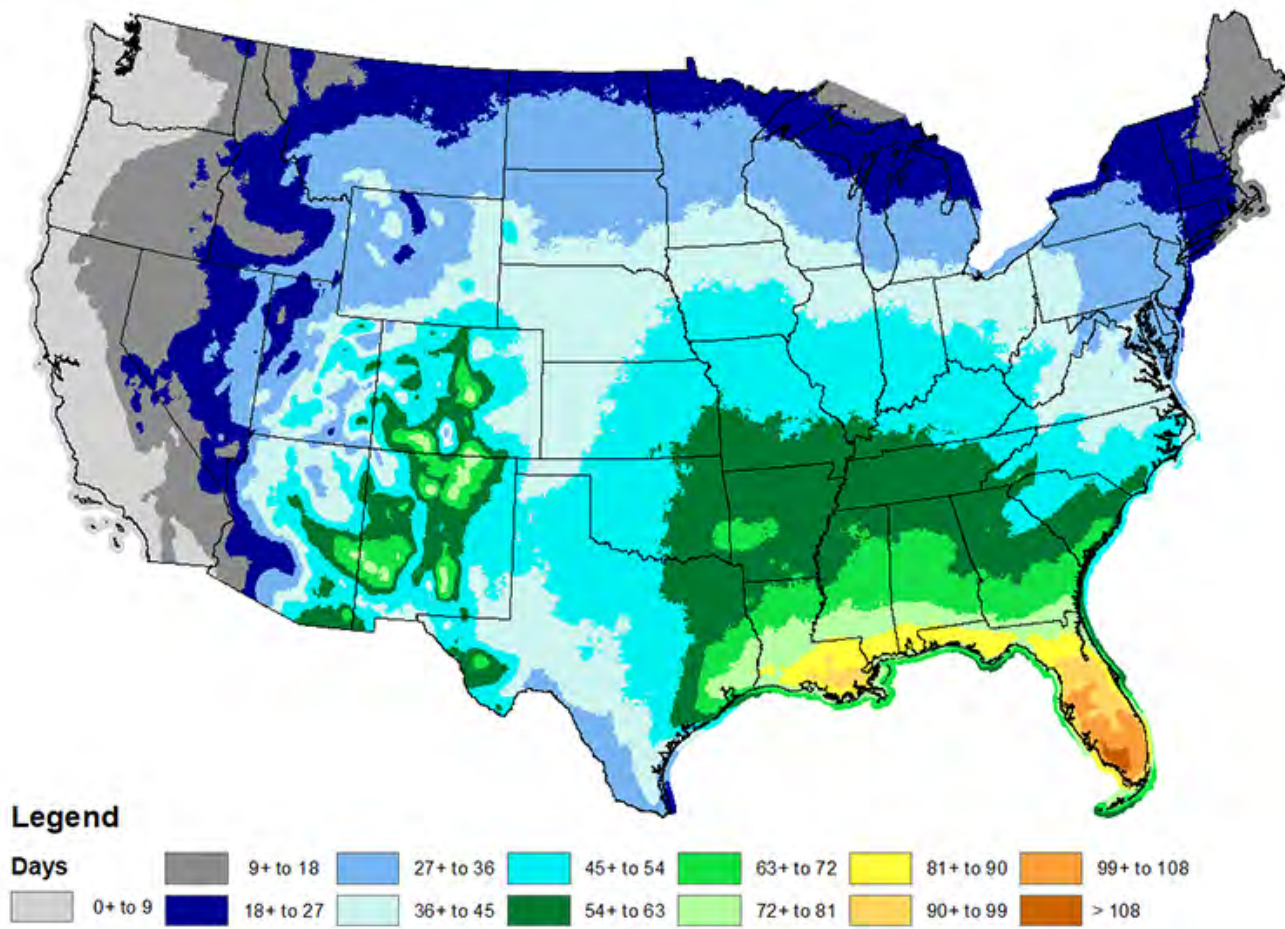 Legend
Days
9+ to 18 27+ to 36 45+ to 54 63+ to 72 81+ to 90 99+ to 108
0+ to 9 18+ to 27 36+ to 45 54+ to 63 72+ to 81 90+ to 99 > 108